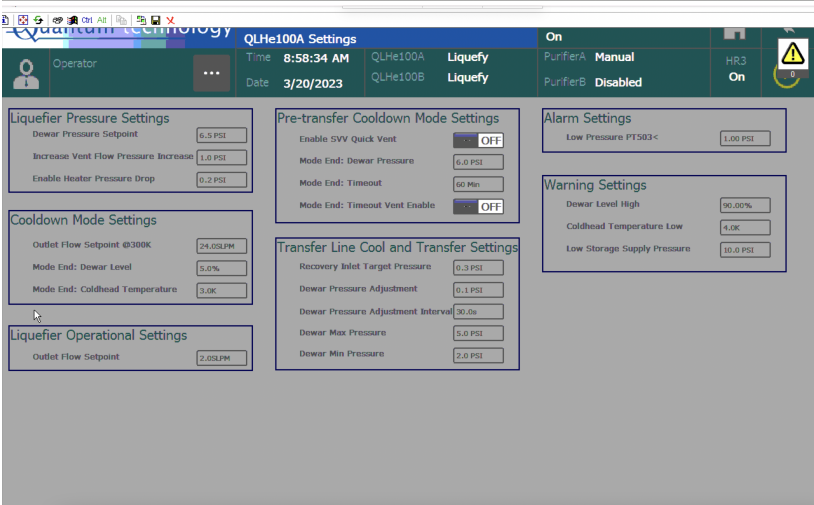 Ctrl Alt
Quantum technology
QLHe100A Settings
On
Operator
...
Time 8:58:34 AM
QLHe100A Liquefy
PurifierA Manual
HR3
Date 3/20/2023
QLHe100B Liquefy
PurifierB Disabled
On
0
Liquefier Pressure Settings
Dewar Pressure Setpoint 6.5 PSI
Increase Vent Flow Pressure Increase 1.0 PSI
Enable Heater Pressure Drop 0.2 PSI
Cooldown Mode Settings
Outlet Flow Setpoint @300K 24.0SLPM
Mode End: Dewar Level 5.0%
Mode End: Coldhead Temperature 3.0K
Liquefier Operational Settings
Outlet Flow Setpoint 2.0SLPM
Pre-transfer Cooldown Mode Settings
Enable SVV Quick Vent OFF
Mode End: Dewar Pressure 6.0 PSI
Mode End: Timeout 60 Min
Mode End: Timeout Vent Enable OFF
Transfer Line Cool and Transfer Settings
Recovery Inlet Target Pressure 0.3 PSI
Dewar Pressure Adjustment 0.1 PSI
Dewar Pressure Adjustment Interval 30.0s
Dewar Max Pressure 5.0 PSI
Dewar Min Pressure 2.0 PSI
Alarm Settings
Low Pressure PT503< 1.00 PSI
Warning Settings
Dewar Level High 90.00%
Coldhead Temperature Low 4.0K
Low Storage Supply Pressure 10.0 PSI